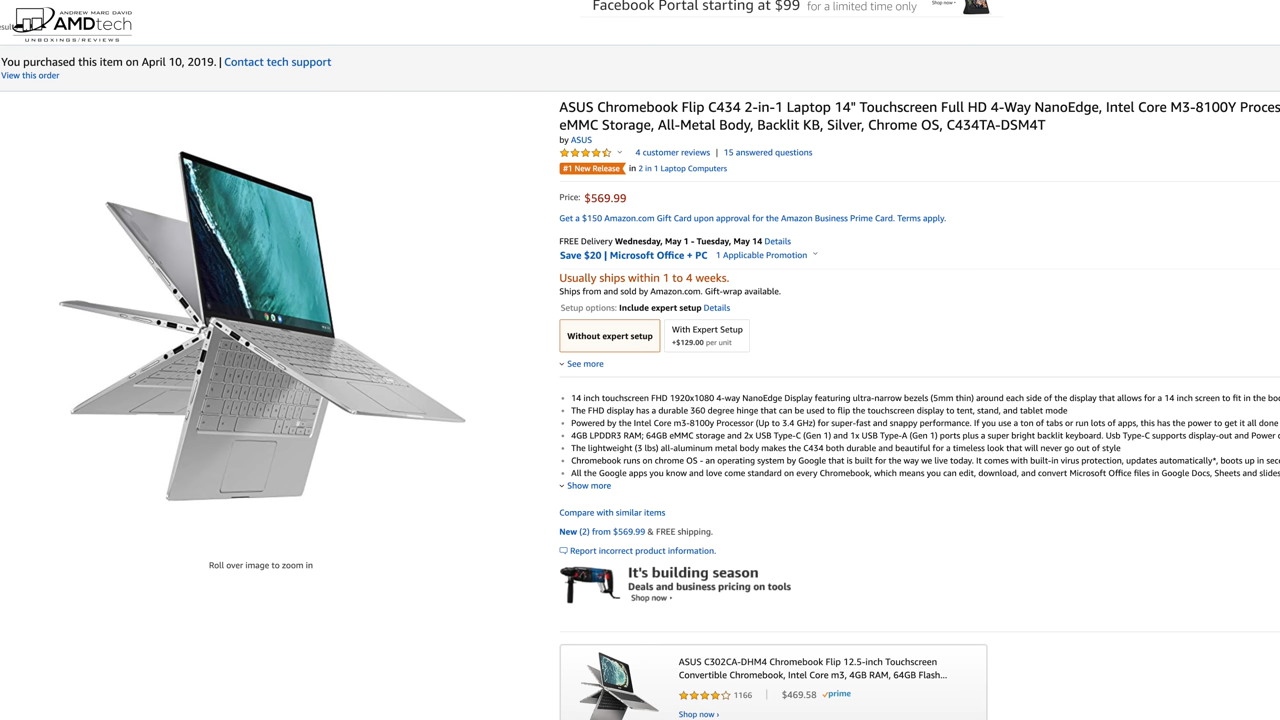 Facebook Portal starting at $99 for a limited time only
Shop now ›
ANDREW MARC DAVID
AMDtech
UNBOXINGS/REVIEWS
You purchased this item on April 10, 2019. | Contact tech support
View this order
ASUS Chromebook Flip C434 2-in-1 Laptop 14" Touchscreen Full HD 4-Way NanoEdge, Intel Core M3-8100Y Proces
eMMC Storage, All-Metal Body, Backlit KB, Silver, Chrome OS, C434TA-DSM4T
by ASUS
4 customer reviews | 15 answered questions
#1 New Release in 2 in 1 Laptop Computers
Price: $569.99
Get a $150 Amazon.com Gift Card upon approval for the Amazon Business Prime Card. Terms apply.
FREE Delivery Wednesday, May 1 - Tuesday, May 14 Details
Save $20 | Microsoft Office + PC 1 Applicable Promotion
Usually ships within 1 to 4 weeks.
Ships from and sold by Amazon.com. Gift-wrap available.
Setup options: Include expert setup Details
Without expert setup
With Expert Setup
+$129.00 per unit
See more
14 inch touchscreen FHD 1920x1080 4-way NanoEdge Display featuring ultra-narrow bezels (5mm thin) around each side of the display that allows for a 14 inch screen to fit in the bo
The FHD display has a durable 360 degree hinge that can be used to flip the touchscreen display to tent, stand, and tablet mode
Powered by the Intel Core m3-8100y Processor (Up to 3.4 GHz) for super-fast and snappy performance. If you use a ton of tabs or run lots of apps, this has the power to get it all done
4GB LPDDR3 RAM; 64GB eMMC storage and 2x USB Type-C (Gen 1) and 1x USB Type-A (Gen 1) ports plus a super bright backlit keyboard. Usb Type-C supports display-out and Power
The lightweight (3 lbs) all-aluminum metal body makes the C434 both durable and beautiful for a timeless look that will never go out of style
Chromebook runs on Chrome OS - an operating system by Google that is built for the way we live today. It comes with built-in virus protection, updates automatically*, boots up in sec
All the Google apps you know and love come standard on every Chromebook, which means you can edit, download, and convert Microsoft Office files in Google Docs, Sheets and slides
Show more
Compare with similar items
New (2) from $569.99 & FREE shipping.
Report incorrect product information.
Roll over image to zoom in
It's building season
Deals and business pricing on tools
Shop now ›
ASUS C302CA-DHM4 Chromebook Flip 12.5-inch Touchscreen
Convertible Chromebook, Intel Core m3, 4GB RAM, 64GB Flash...
1166 | $469.58 prime
Shop now ›